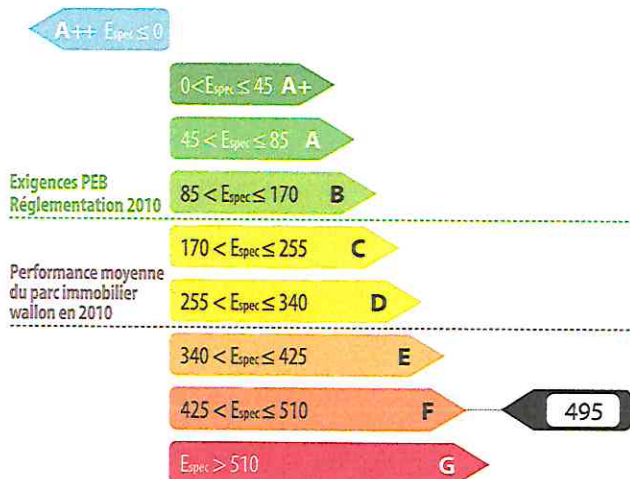 A++ Espec ≤ 0
0 < Espec ≤ 45 A+
45 < Espec ≤ 85 A
Exigences PEB
Réglementation 2010
85 < Espec ≤ 170 B
170 < Espec ≤ 255 C
Performance moyenne
du parc immobilier
wallon en 2010
255 < Espec ≤ 340 D
340 < Espec ≤ 425 E
425 < Espec ≤ 510 F
495
Espec > 510 G